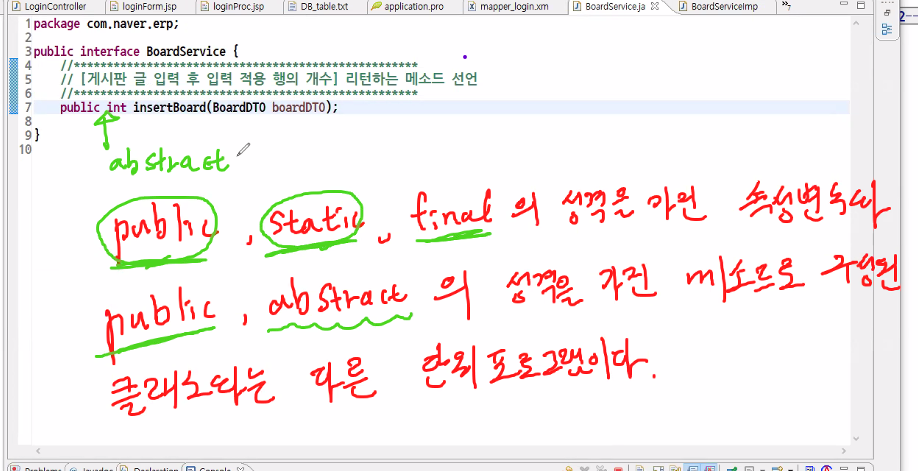 LoginController loginForm.jsp loginProc.jsp DB_table.txt application.pro mapper_login.xm BoardService.ja BoardServiceImp
1 package com.naver.erp;
2
3 public interface BoardService {
4 //****************************************************
5 // [게시판 글 입력 후 입력 적용 행의 개수] 리턴하는 메소드 선언
6 //****************************************************
7 public int insertBoard(BoardDTO boardDTO);
8
9 }
10
abstract
public, static, final 의 성격을 가진 속성변수와
public, abstract 의 성격을 가진 메소드로 구성된
클래스와는 다른 단위 프로그램이다.
Problems Javadoc Declaration Console